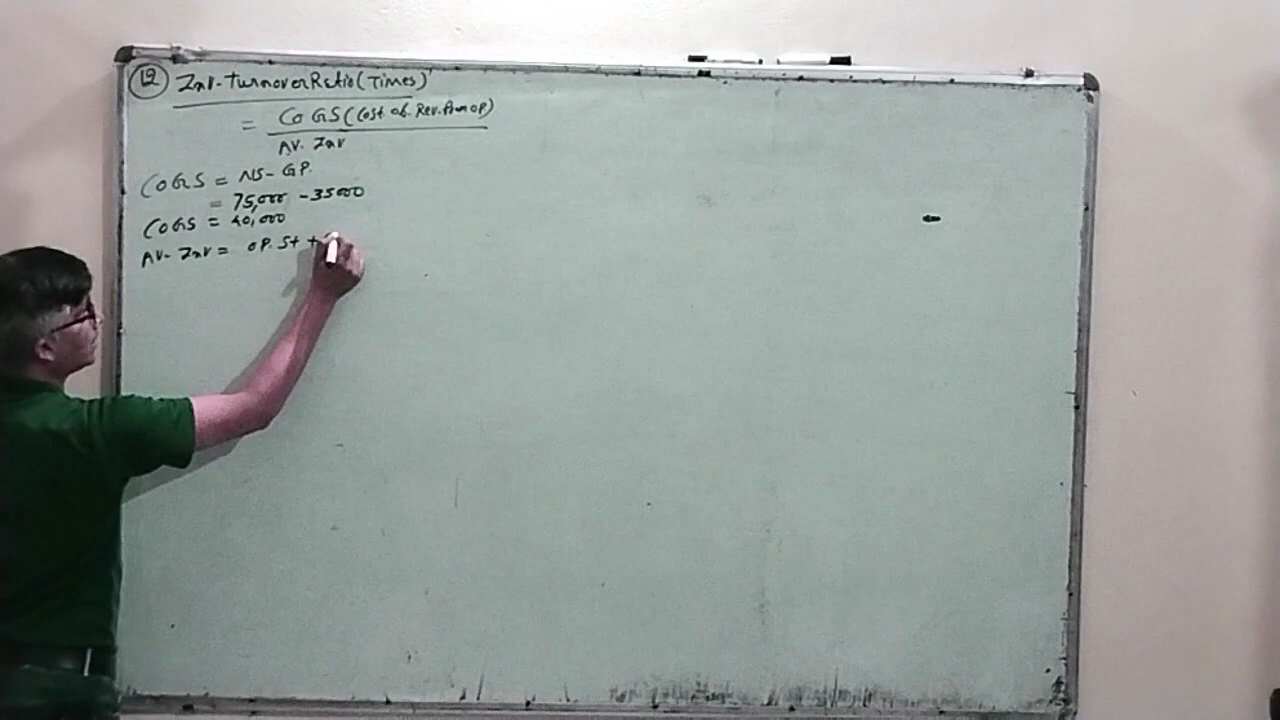 12 Inv. Turnover Ratio (Times)
= COGS (Cost of. Rev. from op)
Av. Inv
COGS = NS - GP.
= 75,000 - 35000
COGS = 40,000
Av. Inv = OP. St +